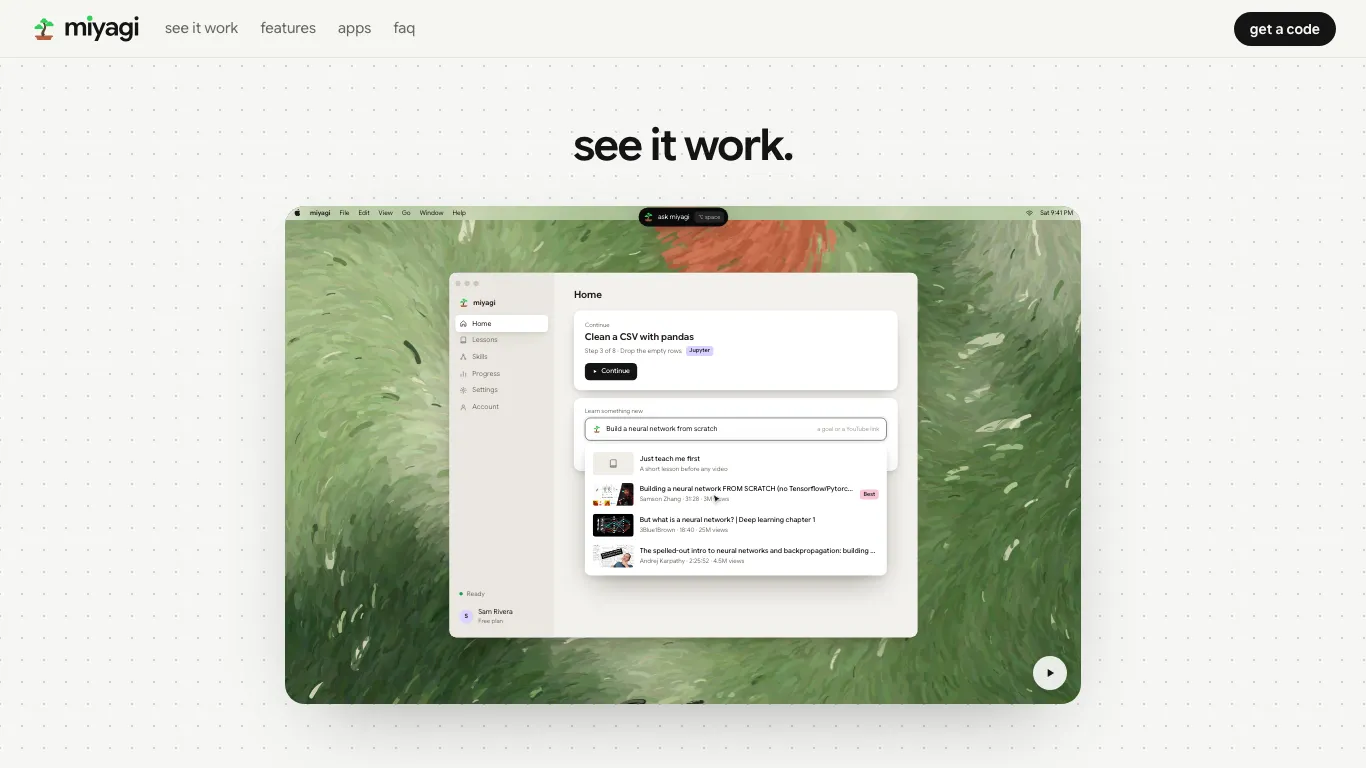 miyagi see it work features apps faq get a code
see it work.
miyagi File Edit View Go Window Help
ask miyagi ⌥ space
Sat 9:41 PM
miyagi
Home
Lessons
Skills
Progress
Settings
Account
Ready
S
Sam Rivera
Free plan
Home
Continue
Clean a CSV with pandas
Step 3 of 8 · Drop the empty rows Jupyter
Continue
Learn something new
Build a neural network from scratch a goal or a YouTube link
Just teach me first
A short lesson before any video
Building a neural network FROM SCRATCH (no Tensorflow/Pytorc... Best
Samson Zhang · 31:28 · 3M views
But what is a neural network? | Deep learning chapter 1
3Blue1Brown · 18:40 · 25M views
The spelled-out intro to neural networks and backpropagation: building ...
Andrej Karpathy · 2:25:52 · 4.5M views